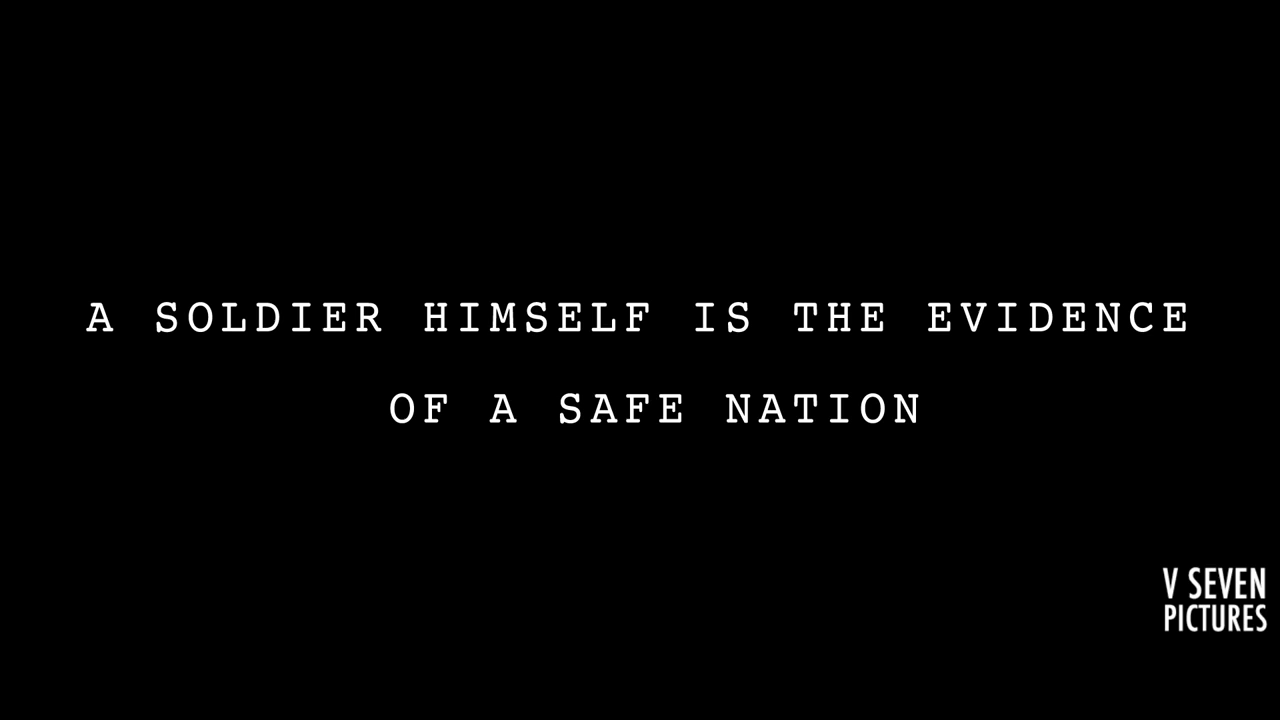 A SOLDIER HIMSELF IS THE EVIDENCE
OF A SAFE NATION
V SEVEN
PICTURES